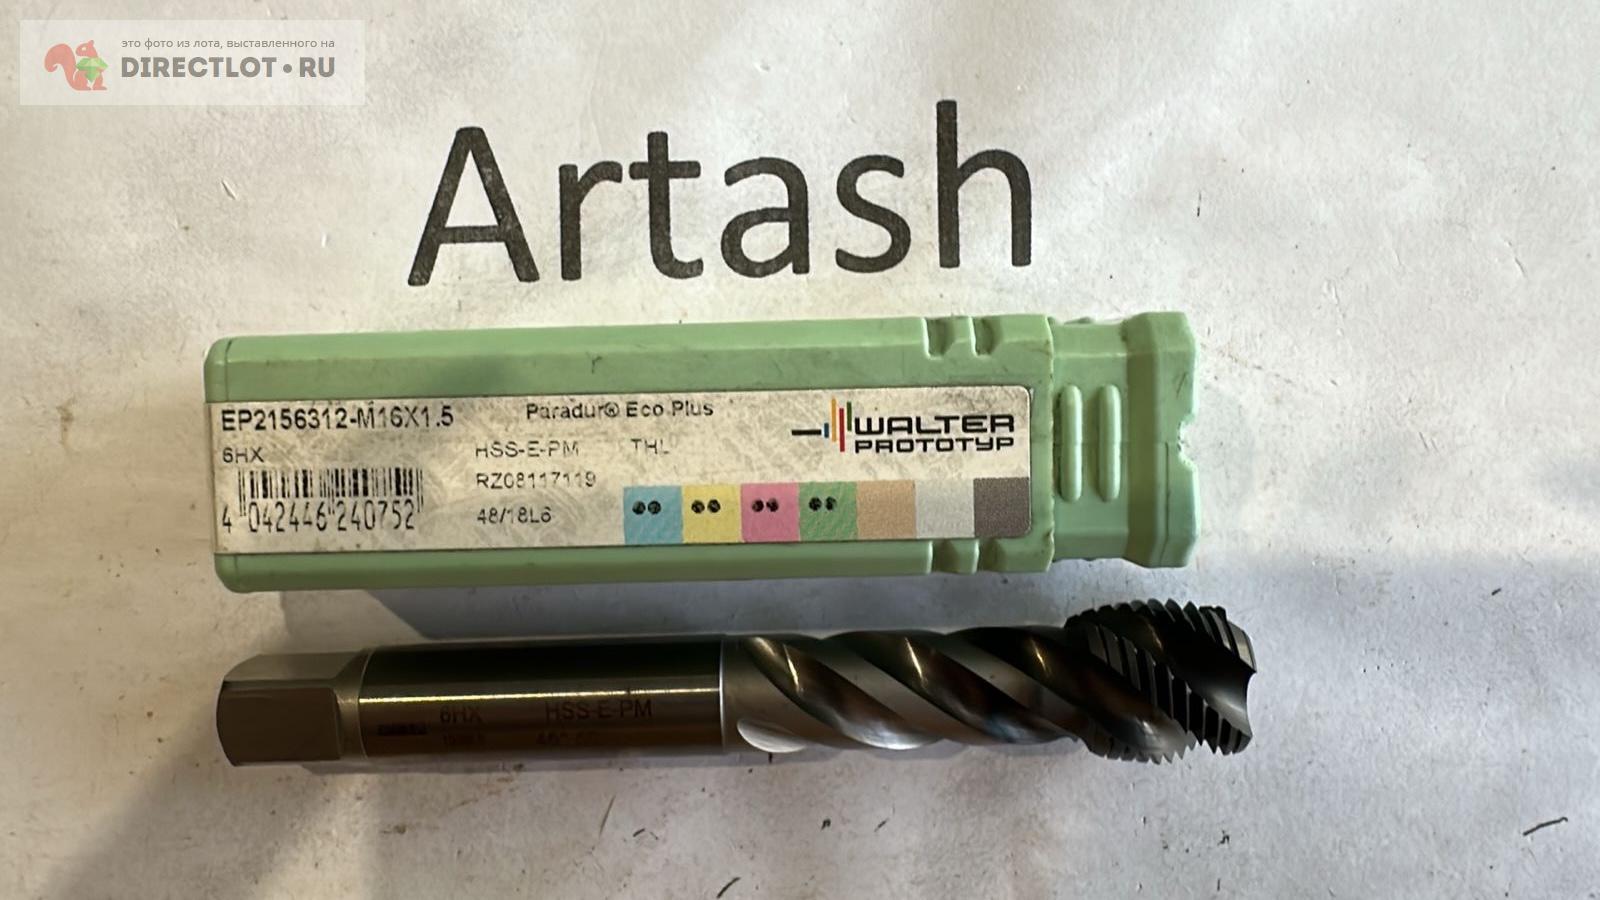 это фото из лота, выставленного на
DIRECTLOT•RU
Artash
EP2156312-M16X1.5
Paradur® Eco Plus
6HX
HSS-E-PM THL
RZ08117119
4 042446 240752
48/18L6
WALTER
PROTOTYP
6HX HSS-E-PM